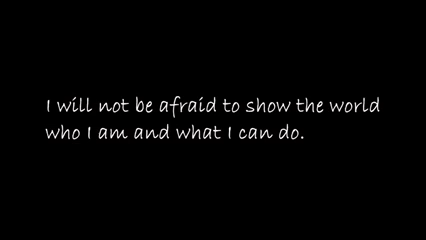 I will not be afraid to show the world
who I am and what I can do.